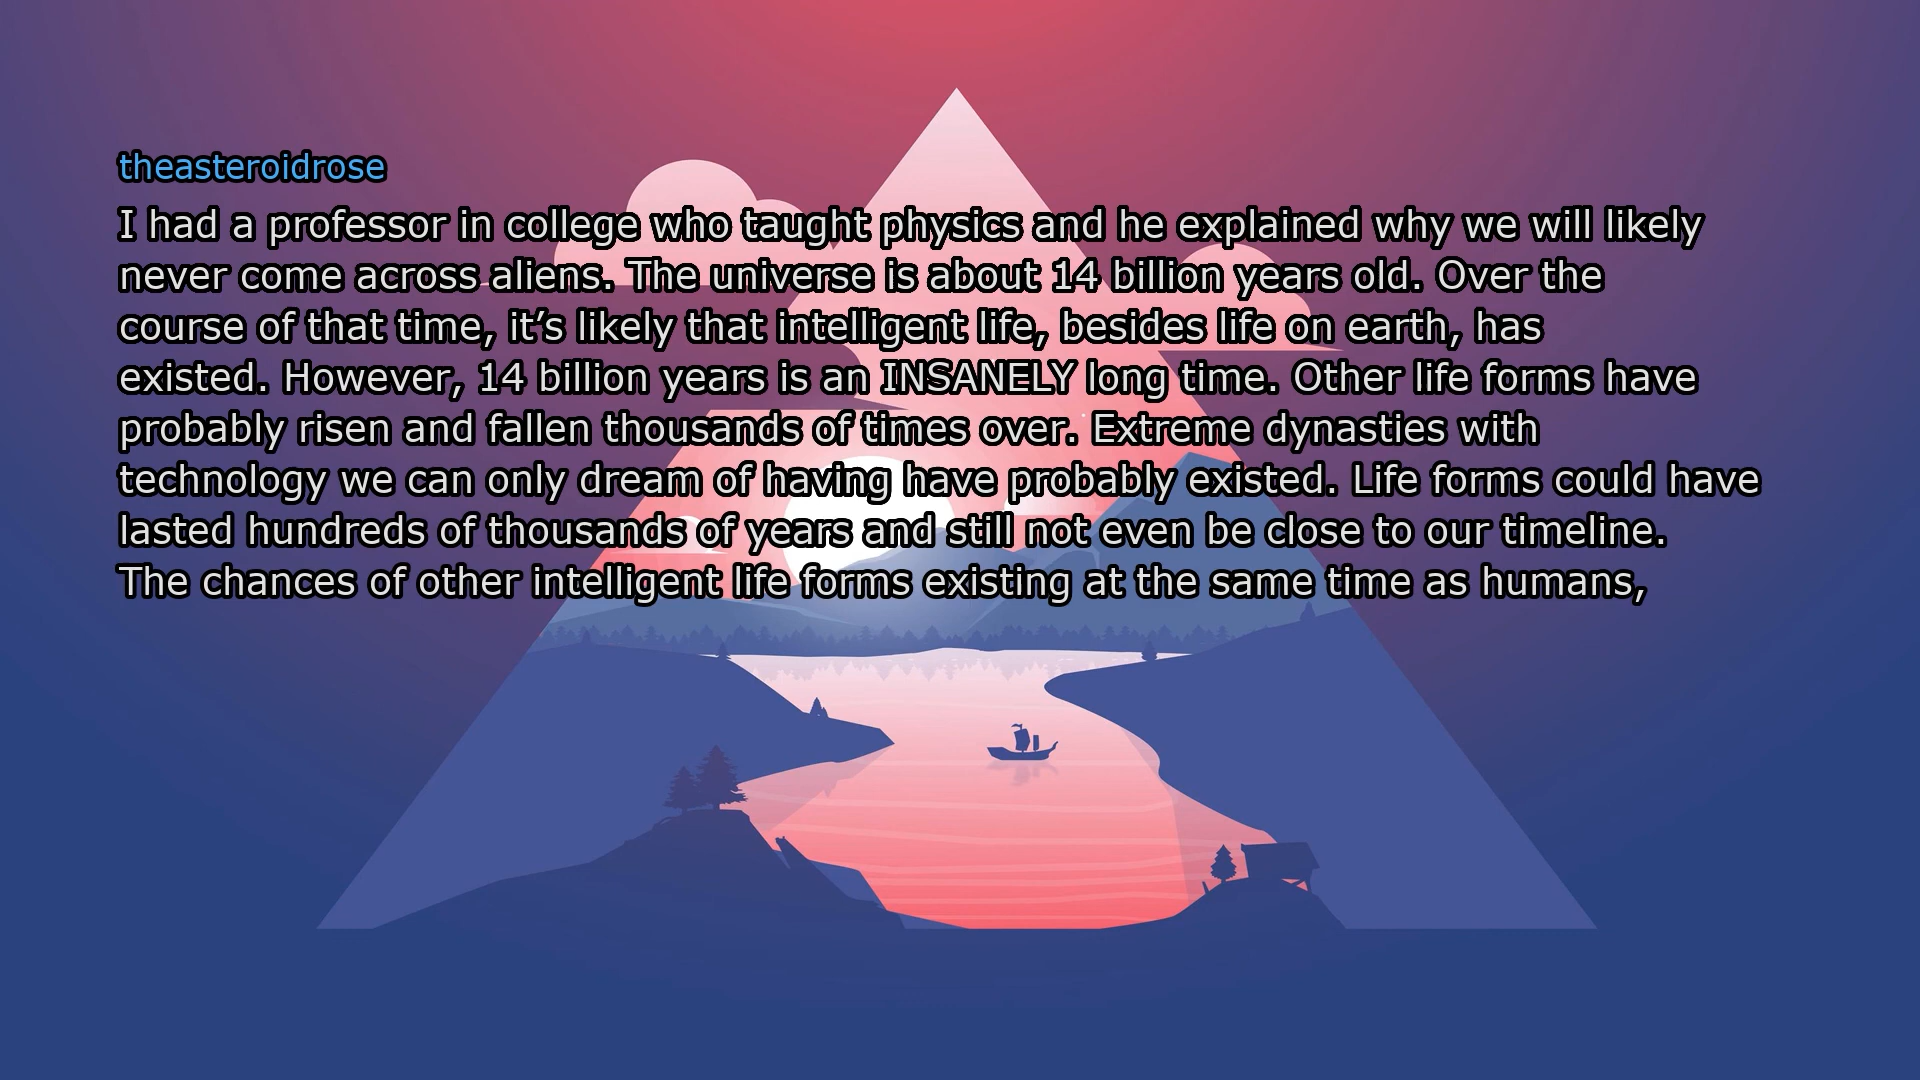 theasteroidrose
I had a professor in college who taught physics and he explained why we will likely
never come across aliens. The universe is about 14 billion years old. Over the
course of that time, it’s likely that intelligent life, besides life on earth, has
existed. However, 14 billion years is an INSANELY long time. Other life forms have
probably risen and fallen thousands of times over. Extreme dynasties with
technology we can only dream of having have probably existed. Life forms could have
lasted hundreds of thousands of years and still not even be close to our timeline.
The chances of other intelligent life forms existing at the same time as humans,